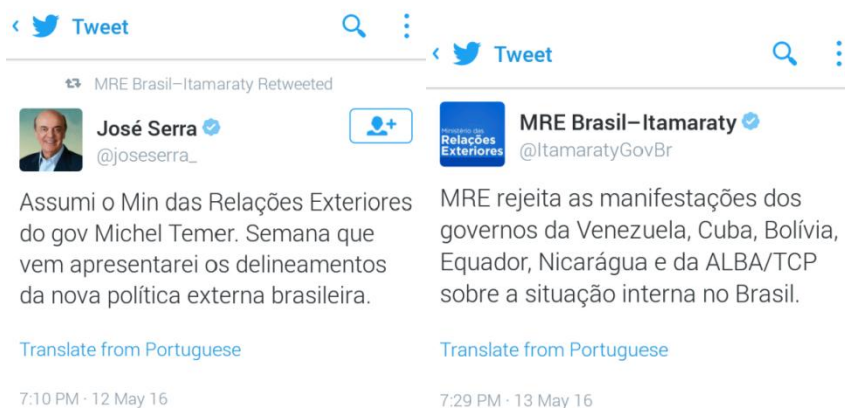 Tweet
MRE Brasil–Itamaraty Retweeted
José Serra
@joseserra_
Assumi o Min das Relações Exteriores
do gov Michel Temer. Semana que
vem apresentarei os delineamentos
da nova política externa brasileira.
Translate from Portuguese
7:10 PM · 12 May 16
Tweet
Ministério das
Relações
Exteriores
MRE Brasil–Itamaraty
@ItamaratyGovBr
MRE rejeita as manifestações dos
governos da Venezuela, Cuba, Bolívia,
Equador, Nicarágua e da ALBA/TCP
sobre a situação interna no Brasil.
Translate from Portuguese
7:29 PM · 13 May 16